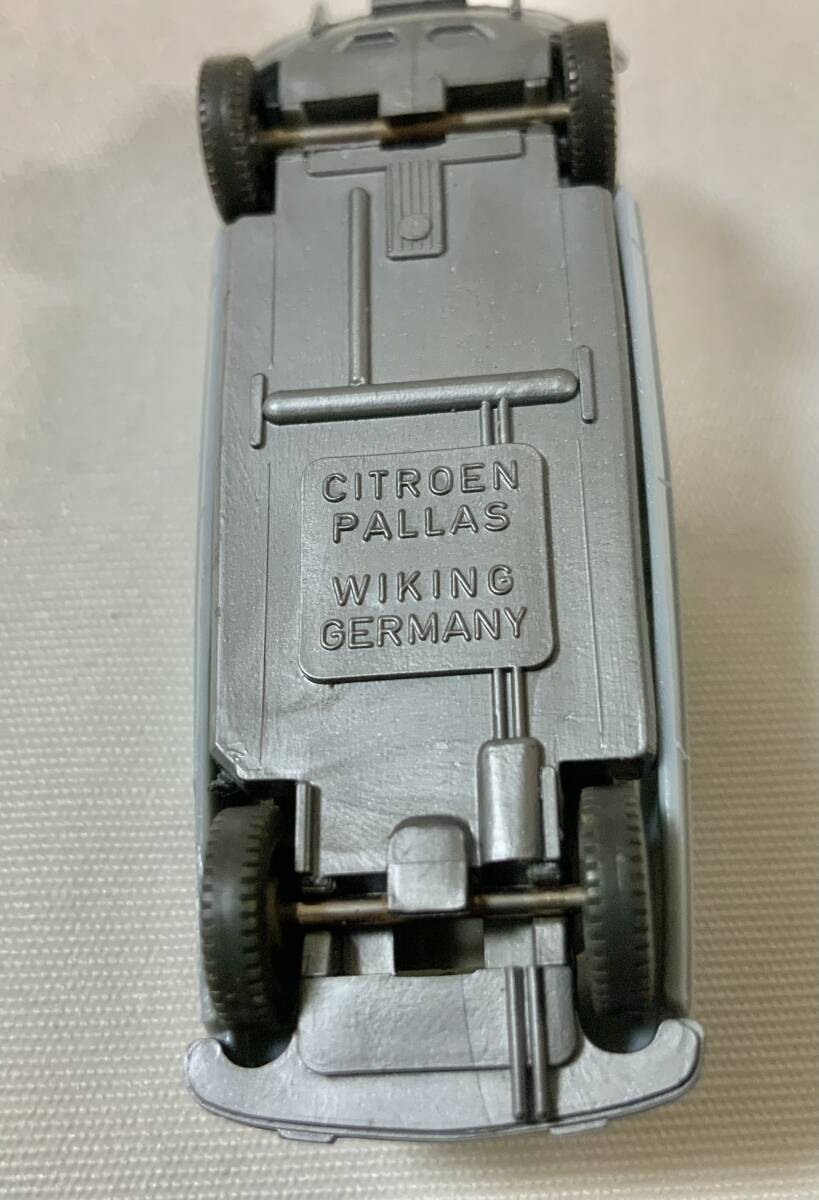 CITROEN
PALLAS
WIKING
GERMANY